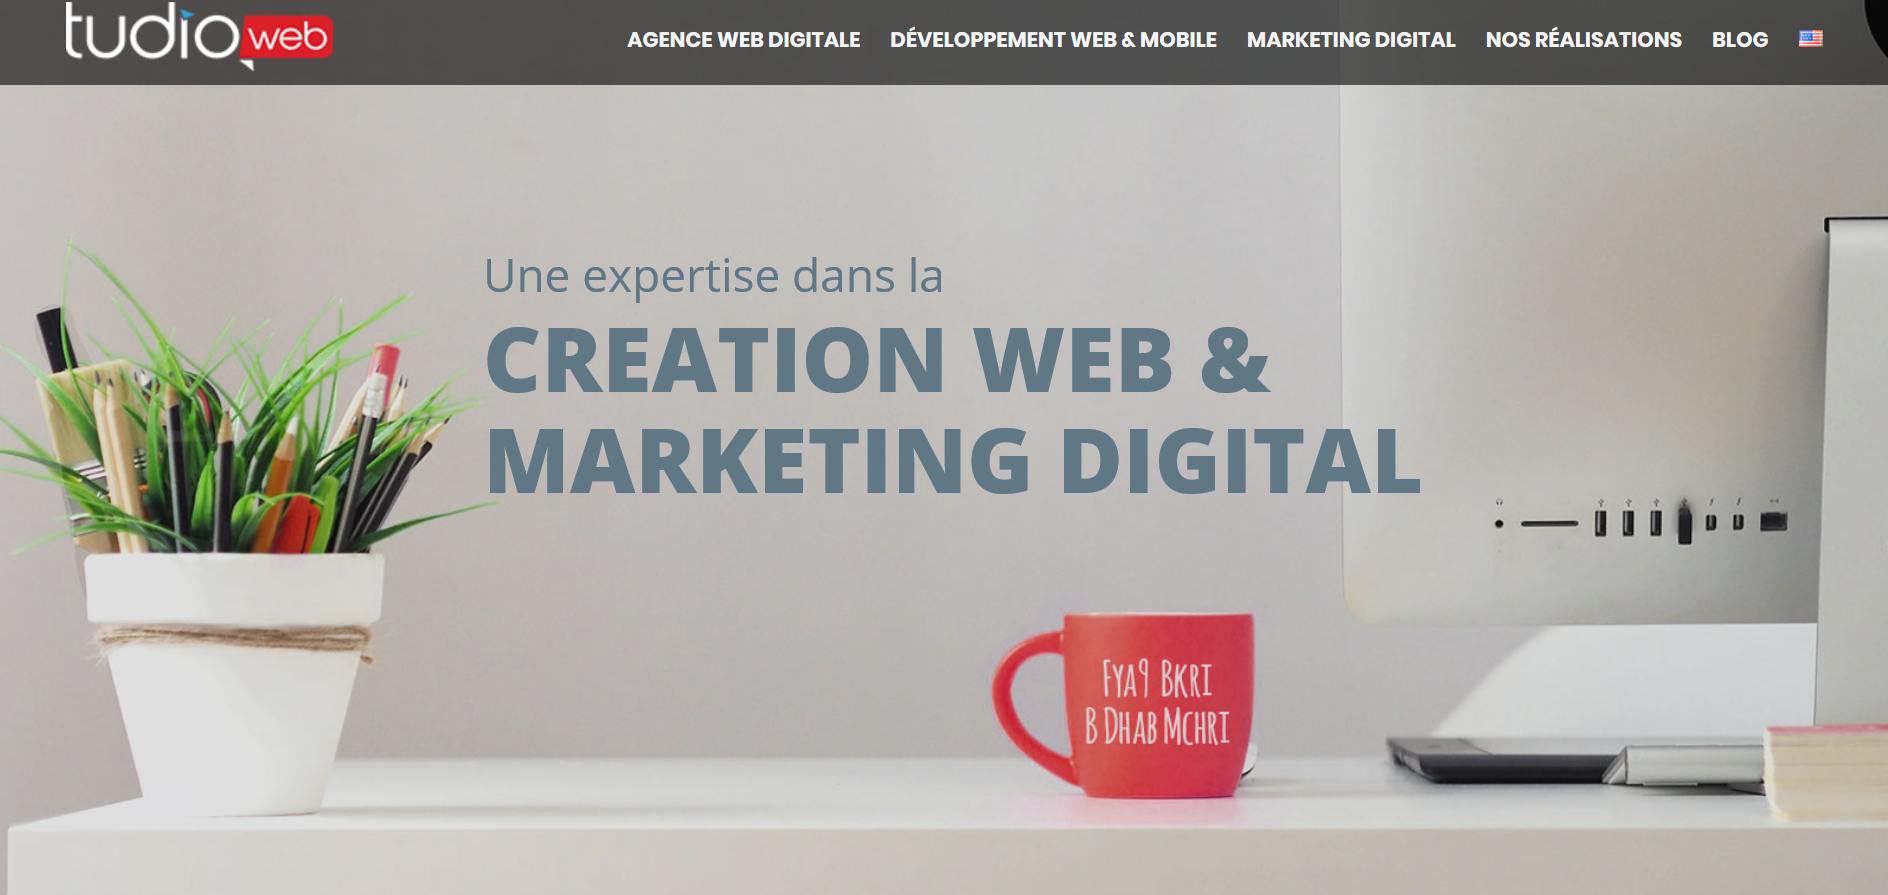 tudio web
AGENCE WEB DIGITALE DÉVELOPPEMENT WEB & MOBILE MARKETING DIGITAL NOS RÉALISATIONS BLOG
Une expertise dans la
CREATION WEB &
MARKETING DIGITAL
FYA9 BKRI
B DHAB MCHRI